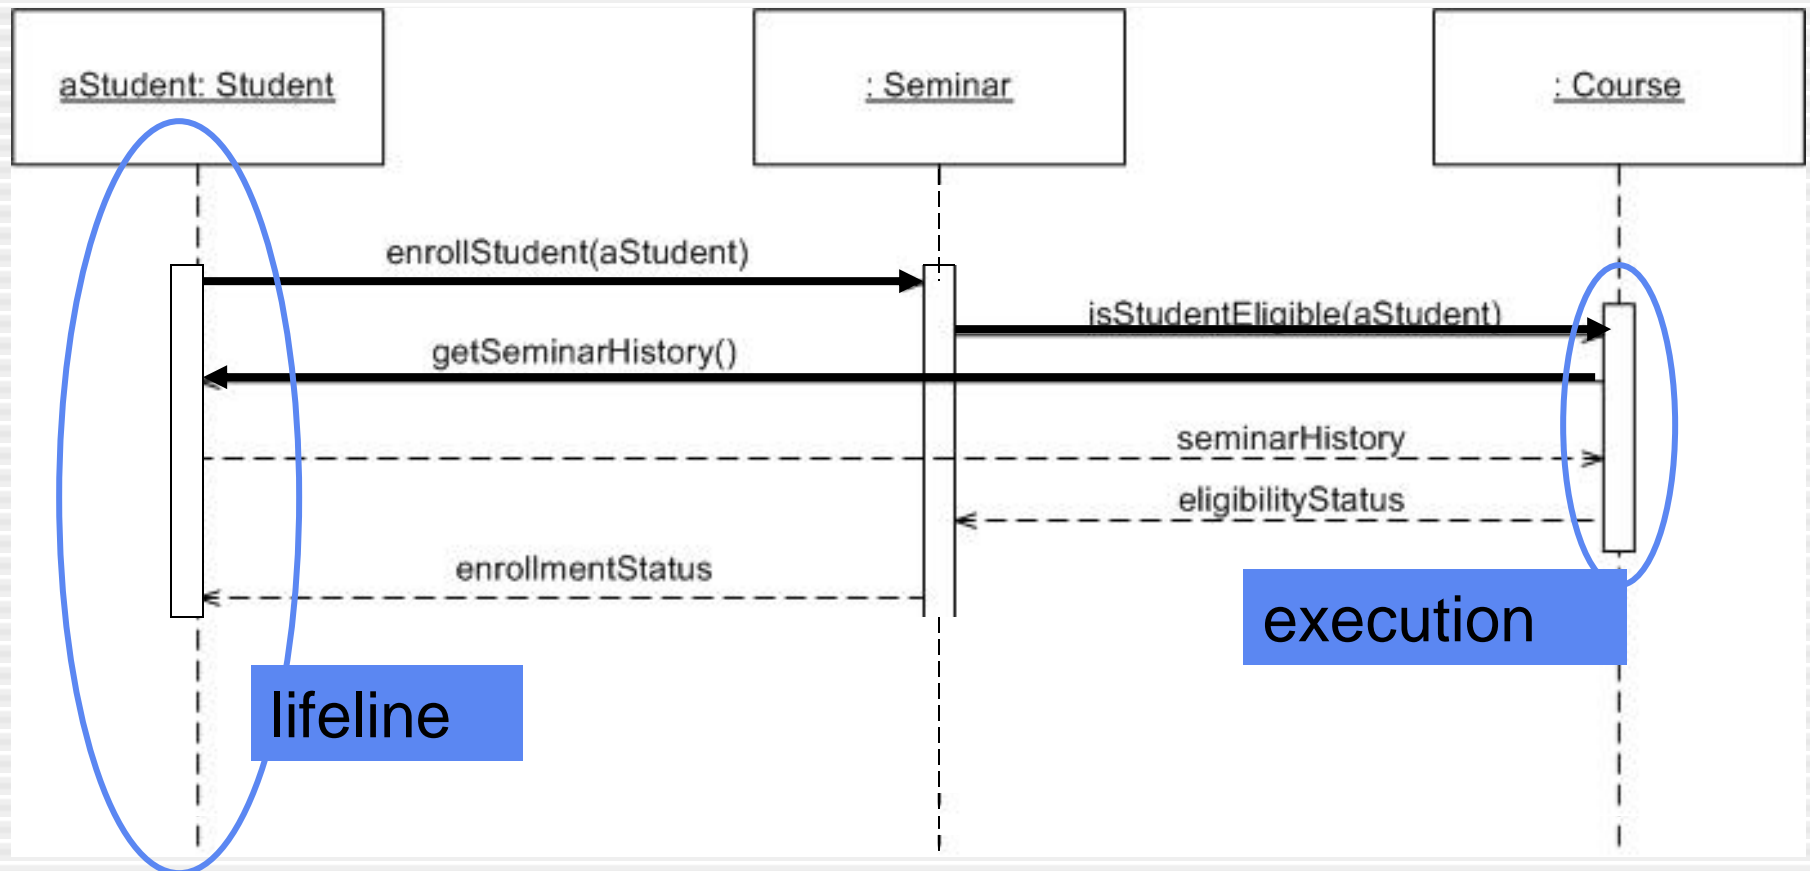 aStudent: Student
: Seminar
: Course
enrollStudent(aStudent)
isStudentEligible(aStudent)
getSeminarHistory()
seminarHistory
eligibilityStatus
enrollmentStatus
execution
lifeline